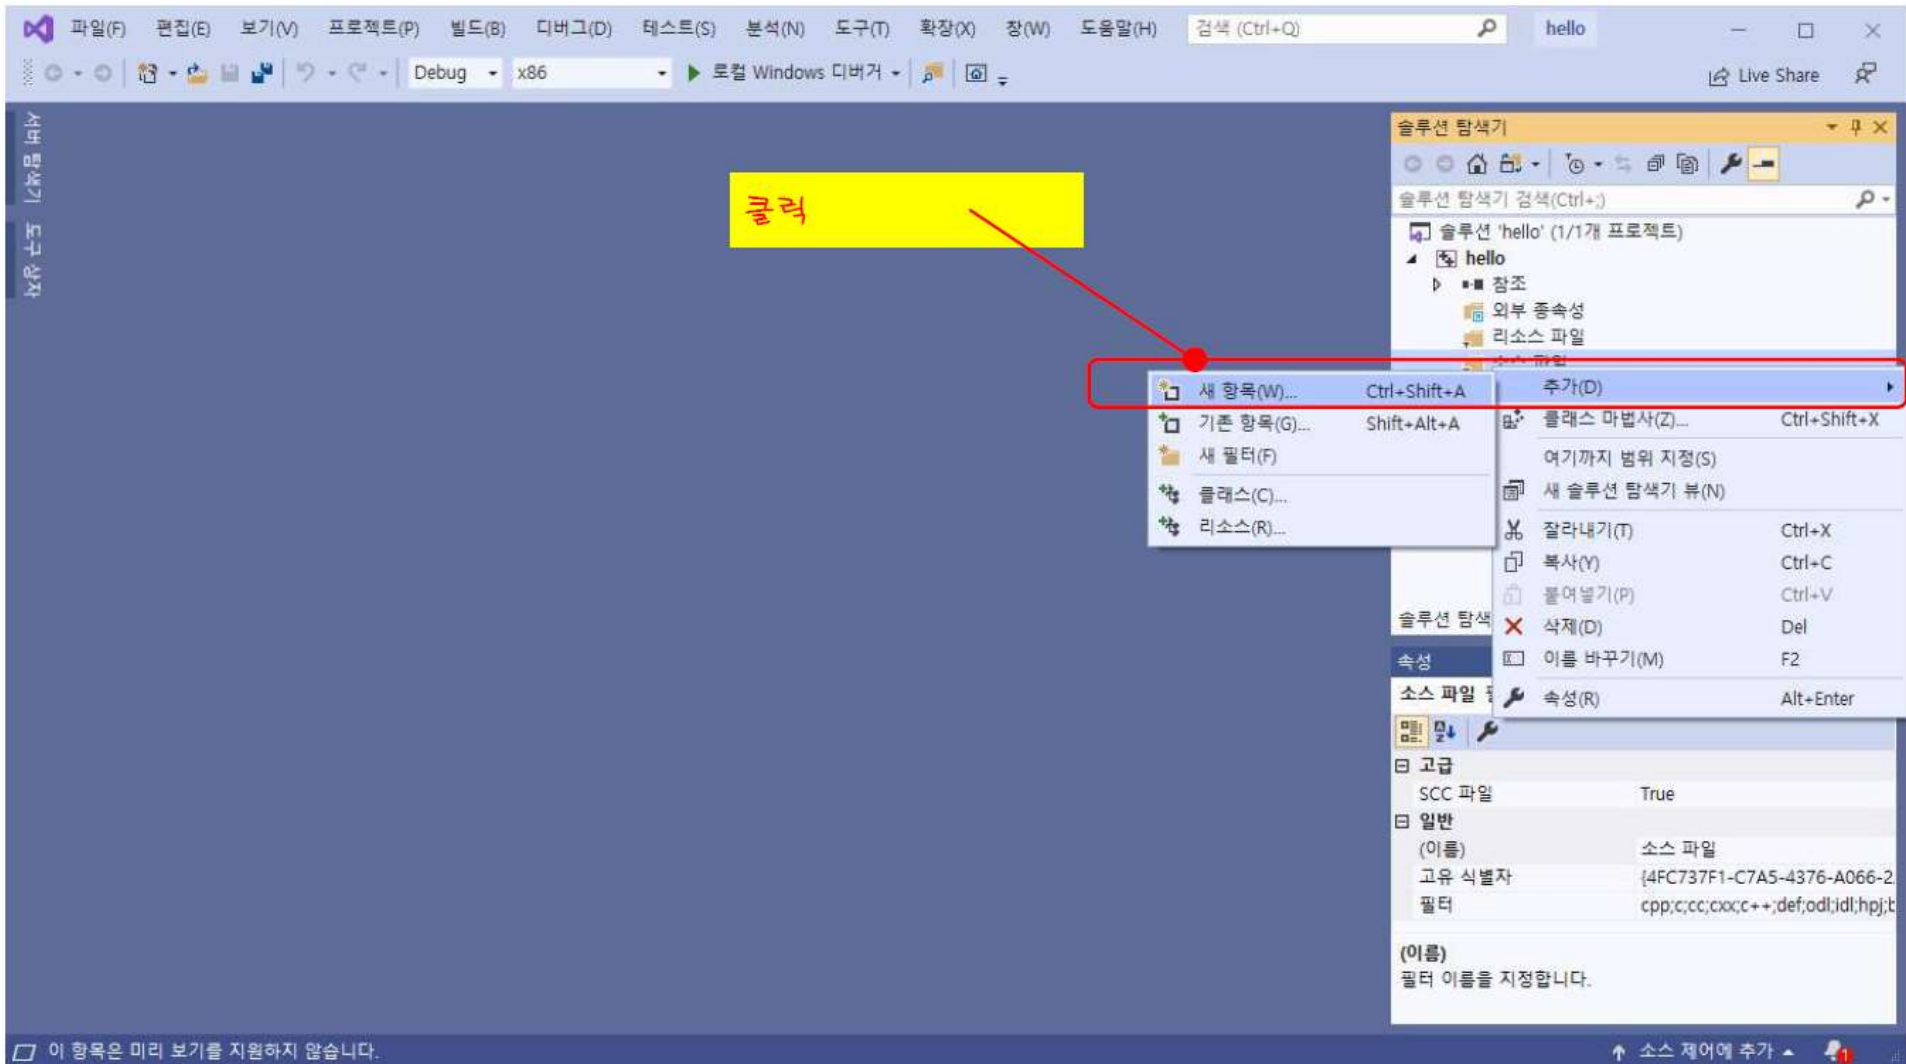 파일(F) 편집(E) 보기(V) 프로젝트(P) 빌드(B) 디버그(D) 테스트(S) 분석(N) 도구(T) 확장(X) 창(W) 도움말(H) 검색 (Ctrl+Q) hello
Debug x86 로컬 Windows 디버거 Live Share
서버 탐색기
도구 상자
클릭
솔루션 탐색기
솔루션 탐색기 검색(Ctrl+;)
솔루션 'hello' (1/1개 프로젝트)
hello
참조
외부 종속성
리소스 파일
소스 파일
새 항목(W)... Ctrl+Shift+A
기존 항목(G)... Shift+Alt+A
새 필터(F)
클래스(C)...
리소스(R)...
추가(D)
클래스 마법사(Z)... Ctrl+Shift+X
여기까지 범위 지정(S)
새 솔루션 탐색기 뷰(N)
잘라내기(T) Ctrl+X
복사(Y) Ctrl+C
붙여넣기(P) Ctrl+V
삭제(D) Del
이름 바꾸기(M) F2
속성(R) Alt+Enter
솔루션 탐색
속성
소스 파일
고급
SCC 파일 True
일반
(이름) 소스 파일
고유 식별자 {4FC737F1-C7A5-4376-A066-2
필터 cpp;c;cc;cxx;c++;def;odl;idl;hpj;b
(이름)
필터 이름을 지정합니다.
이 항목은 미리 보기를 지원하지 않습니다. 소스 제어에 추가 1